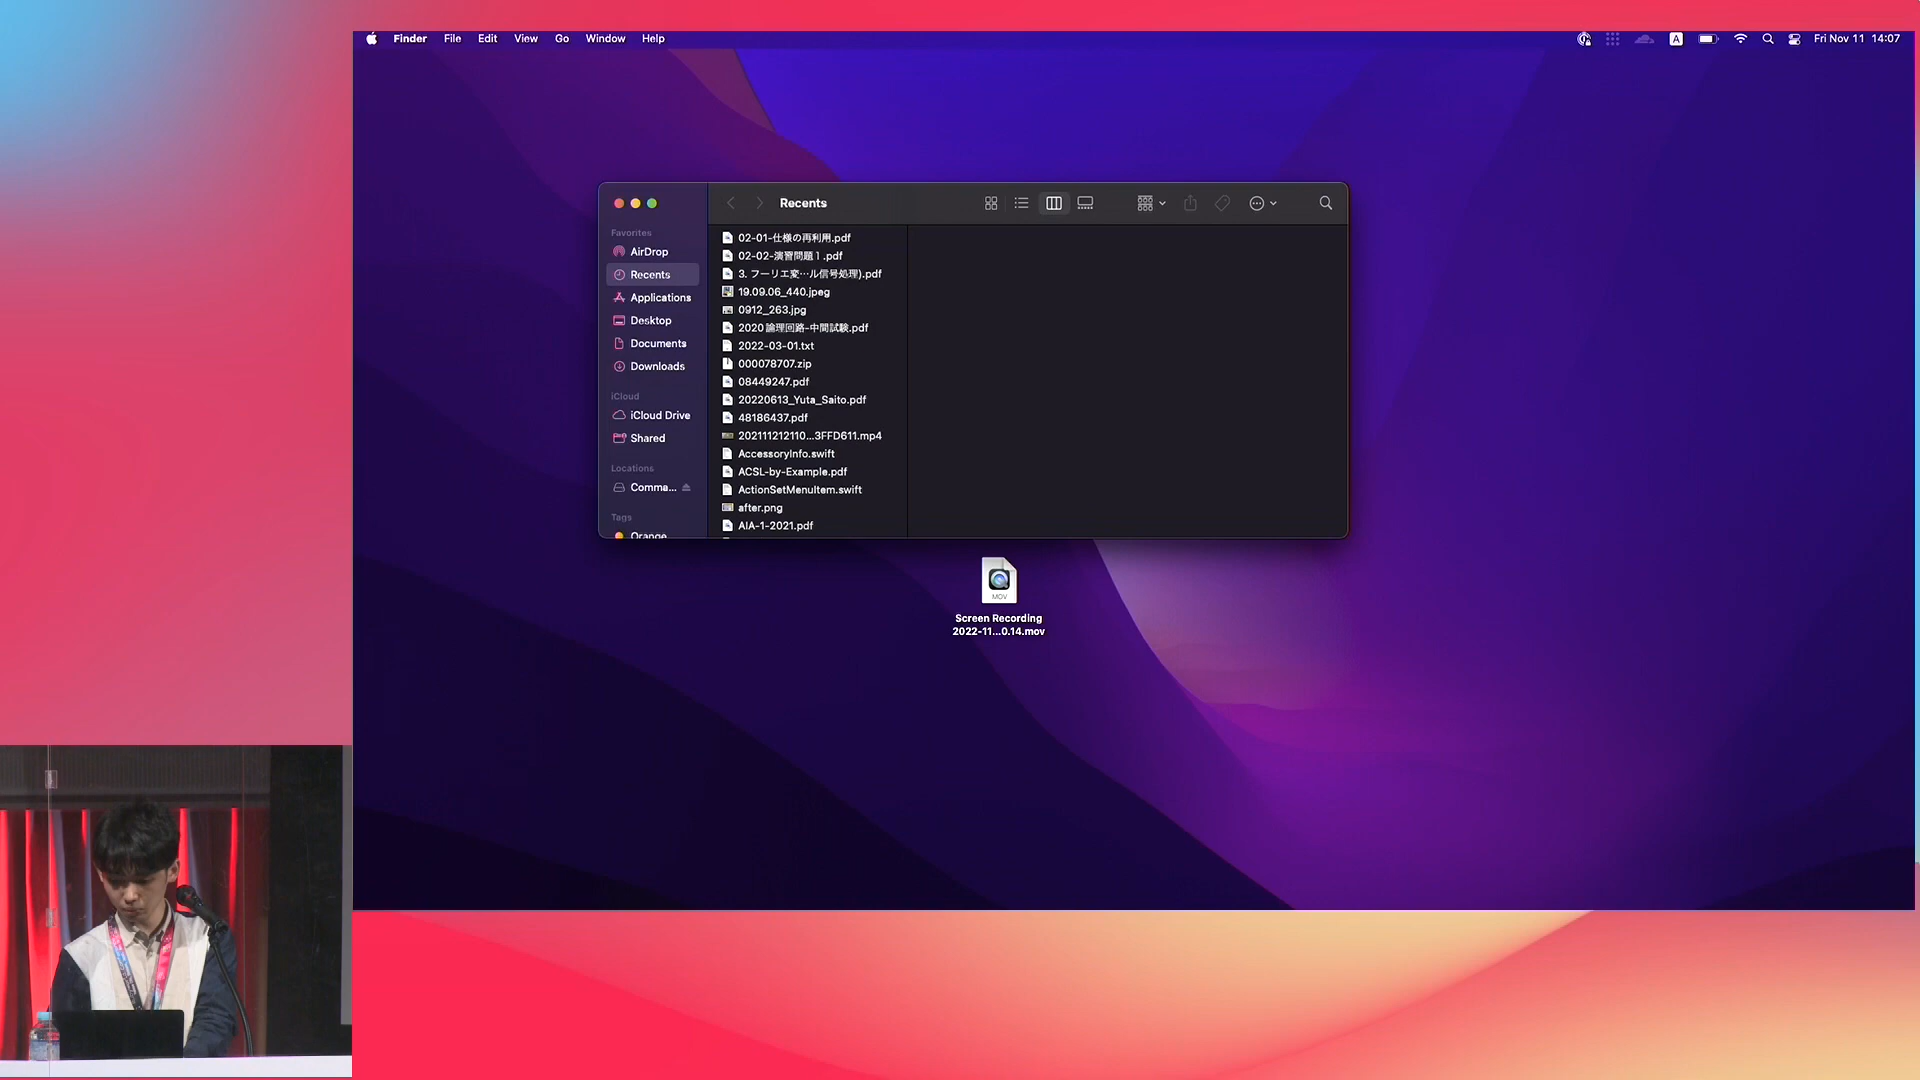 Finder File Edit View Go Window Help
A
Fri Nov 11 14:07
Recents
Favorites
AirDrop
Recents
Applications
Desktop
Documents
Downloads
iCloud
iCloud Drive
Shared
Locations
Comma...
Tags
Orange
02-01-仕様の再利用.pdf
02-02-演習問題1.pdf
3. フーリエ変…ル信号処理).pdf
19.09.06_440.jpeg
0912_263.jpg
2020論理回路-中間試験.pdf
2022-03-01.txt
000078707.zip
08449247.pdf
20220613_Yuta_Saito.pdf
48186437.pdf
202111212110...3FFD611.mp4
AccessoryInfo.swift
ACSL-by-Example.pdf
ActionSetMenuItem.swift
after.png
AIA-1-2021.pdf
MOV
Screen Recording
2022-11...0.14.mov